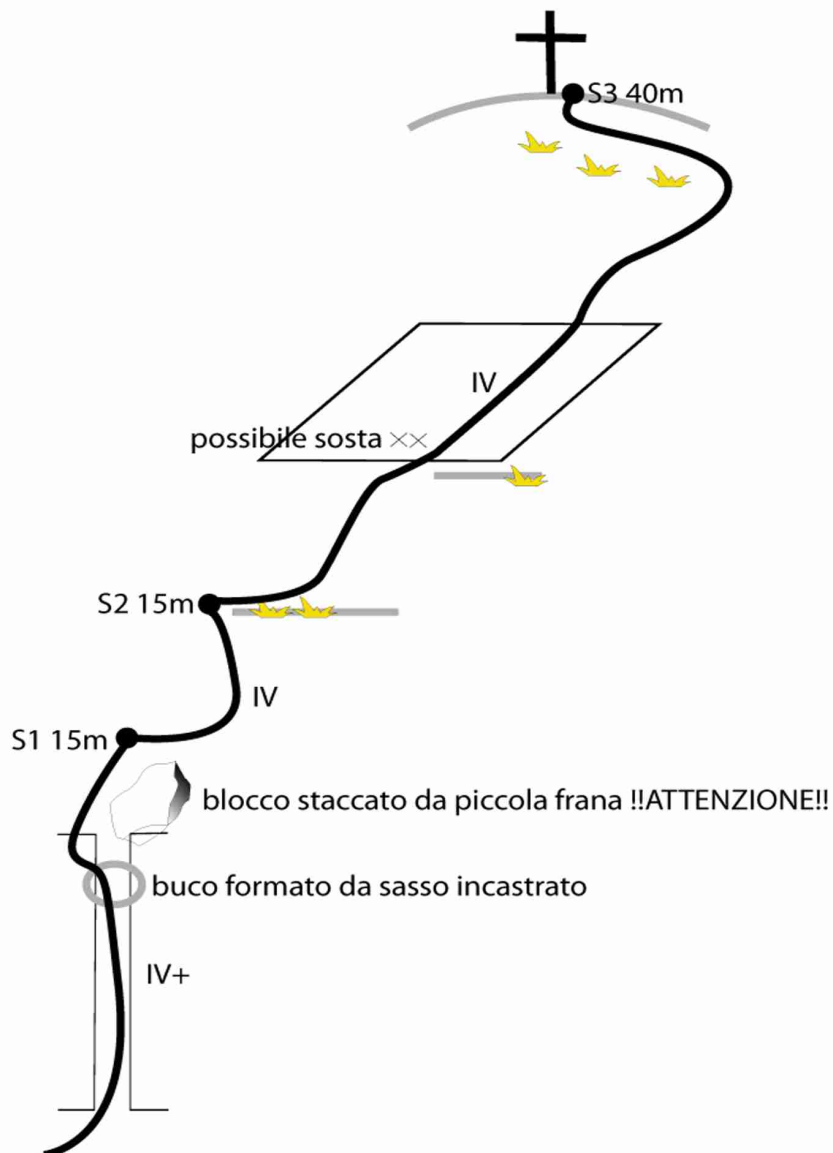 S3 40m
IV
possibile sosta ××
S2 15m
IV
S1 15m
blocco staccato da piccola frana !!ATTENZIONE!!
buco formato da sasso incastrato
IV+